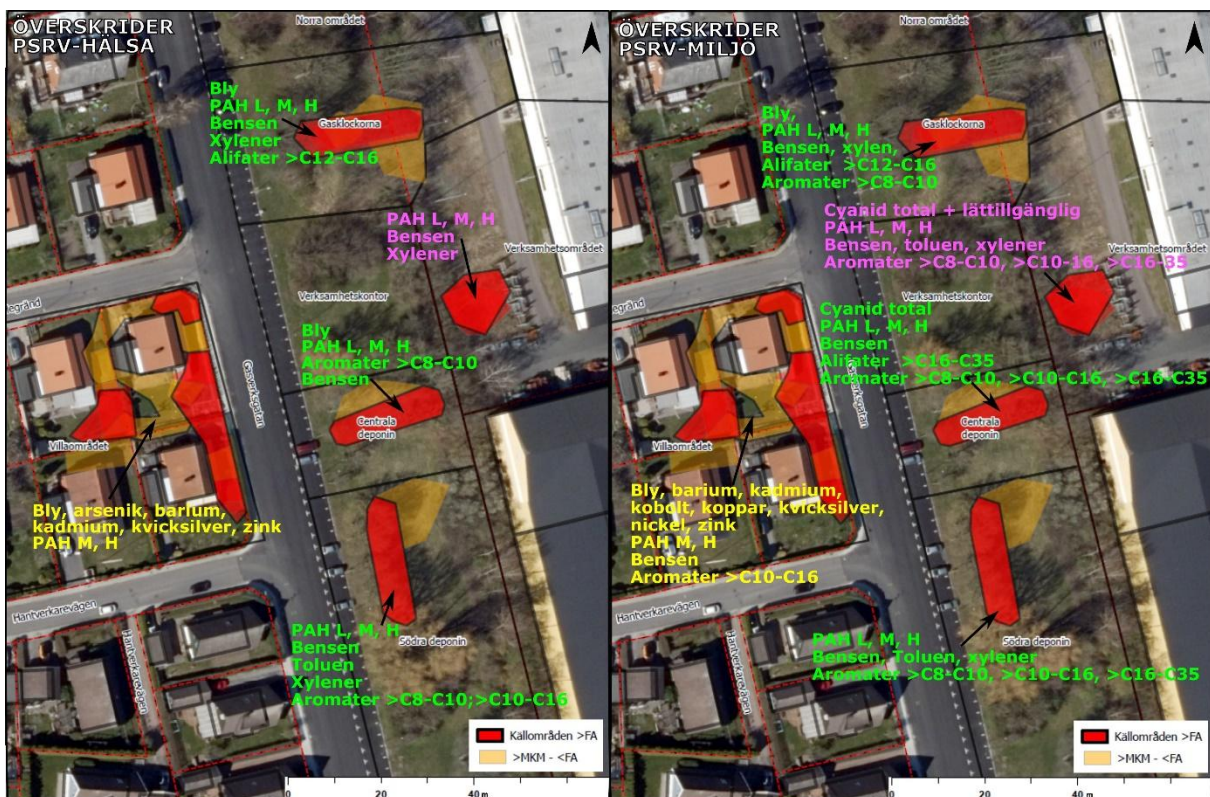 ÖVERSKRIDER
PSRV-HÄLSA
Norra området
Bly
PAH L, M, H
Bensen
Xylener
Alifater >C12-C16
Gasklockorna
PAH L, M, H
Bensen
Xylener
Verksamhetsområdet
Verksamhetskontor
egränd
Bly
PAH L, M, H
Aromater >C8-C10
Bensen
Gasverksgatan
Centrala
deponin
Villaområdet
Bly, arsenik, barium,
kadmium, kvicksilver, zink
PAH M, H
Hantverkarevägen
Hantverkarevägen
Södra deponin
PAH L, M, H
Bensen
Toluen
Xylener
Aromater >C8-C10;>C10-C16
Källområden >FA
>MKM - <FA
0 20 40 m
ÖVERSKRIDER
PSRV-MILJÖ
Norra området
Bly,
PAH L, M, H
Bensen, xylen,
Alifater >C12-C16
Aromater >C8-C10
Gasklockorna
Cyanid total + lättillgänglig
PAH L, M, H
Bensen, toluen, xylener
Aromater >C8-C10, >C10-16, >C16-35
Verksamhetsområdet
Verksamhetskontor
egränd
Cyanid total
PAH L, M, H
Bensen
Alifater >C16-C35
Aromater >C8-C10, >C10-C16, >C16-C35
Gasverksgatan
Centrala
deponin
Villaområdet
Bly, barium, kadmium,
kobolt, koppar, kvicksilver,
nickel, zink
PAH M, H
Bensen
Aromater >C10-C16
Hantverkarevägen
Hantverkarevägen
Södra deponin
PAH L, M, H
Bensen, Toluen, xylener
Aromater >C8-C10, >C10-C16, >C16-C35
Källområden >FA
>MKM - <FA
0 20 40 m